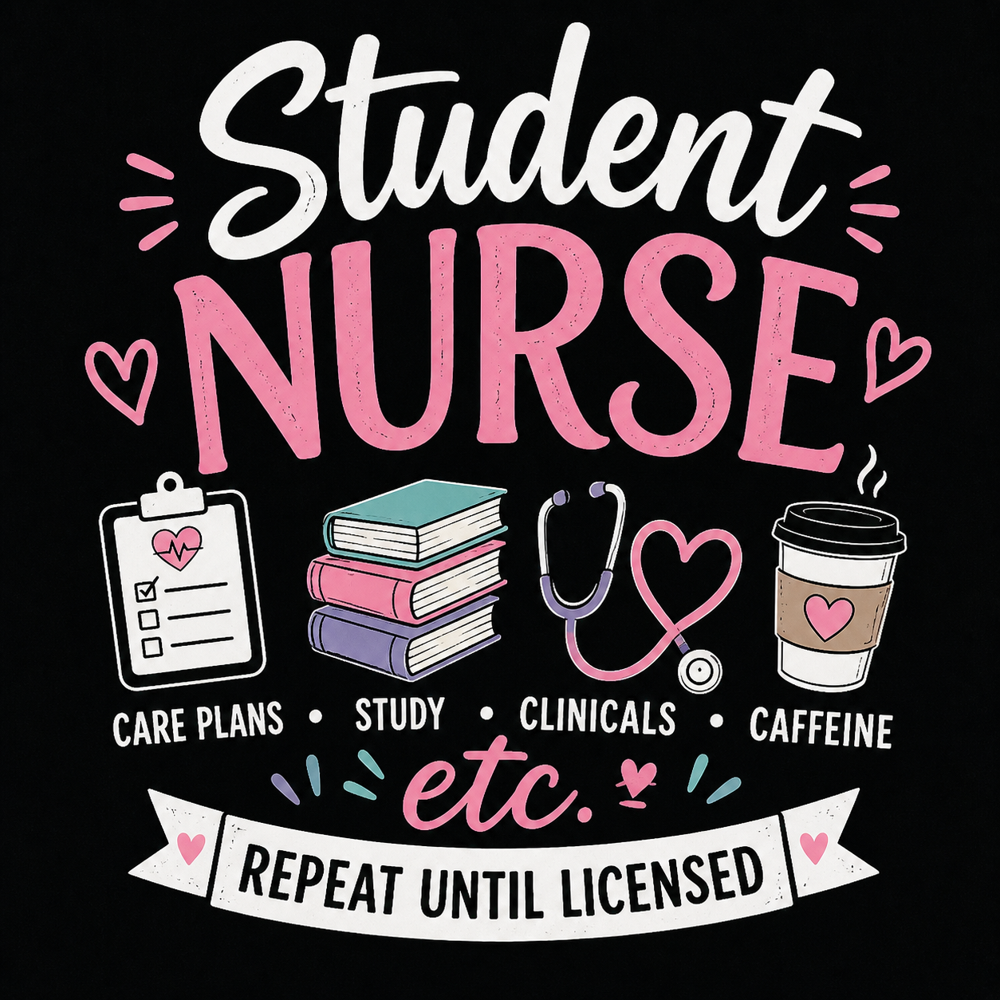 Student
NURSE
CARE PLANS • STUDY • CLINICALS • CAFFEINE
etc.
REPEAT UNTIL LICENSED